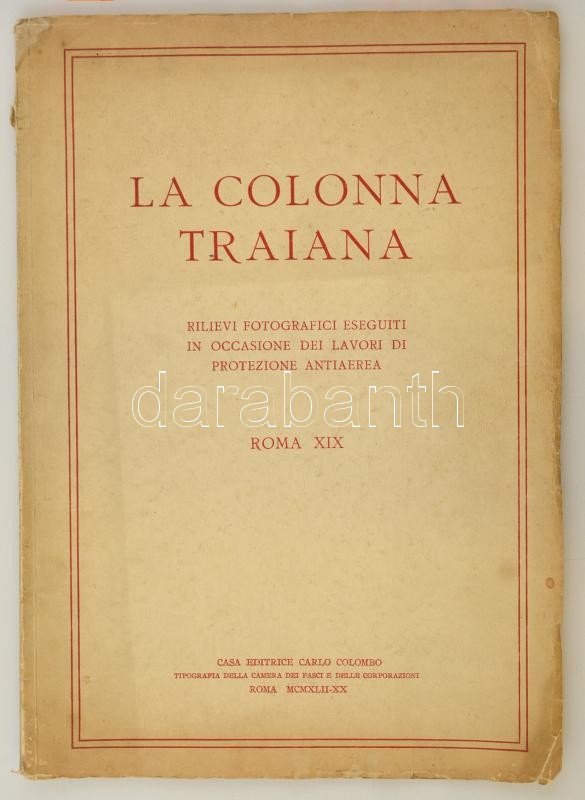 LA COLONNA
TRAIANA
RILIEVI FOTOGRAFICI ESEGUITI
IN OCCASIONE DEI LAVORI DI
PROTEZIONE ANTIAEREA
darabanth
ROMA XIX
CASA EDITRICE CARLO COLOMBO
TIPOGRAFIA DELLA CAMERA DEI FASCI E DELLE CORPORAZIONI
ROMA MCMXLII-XX